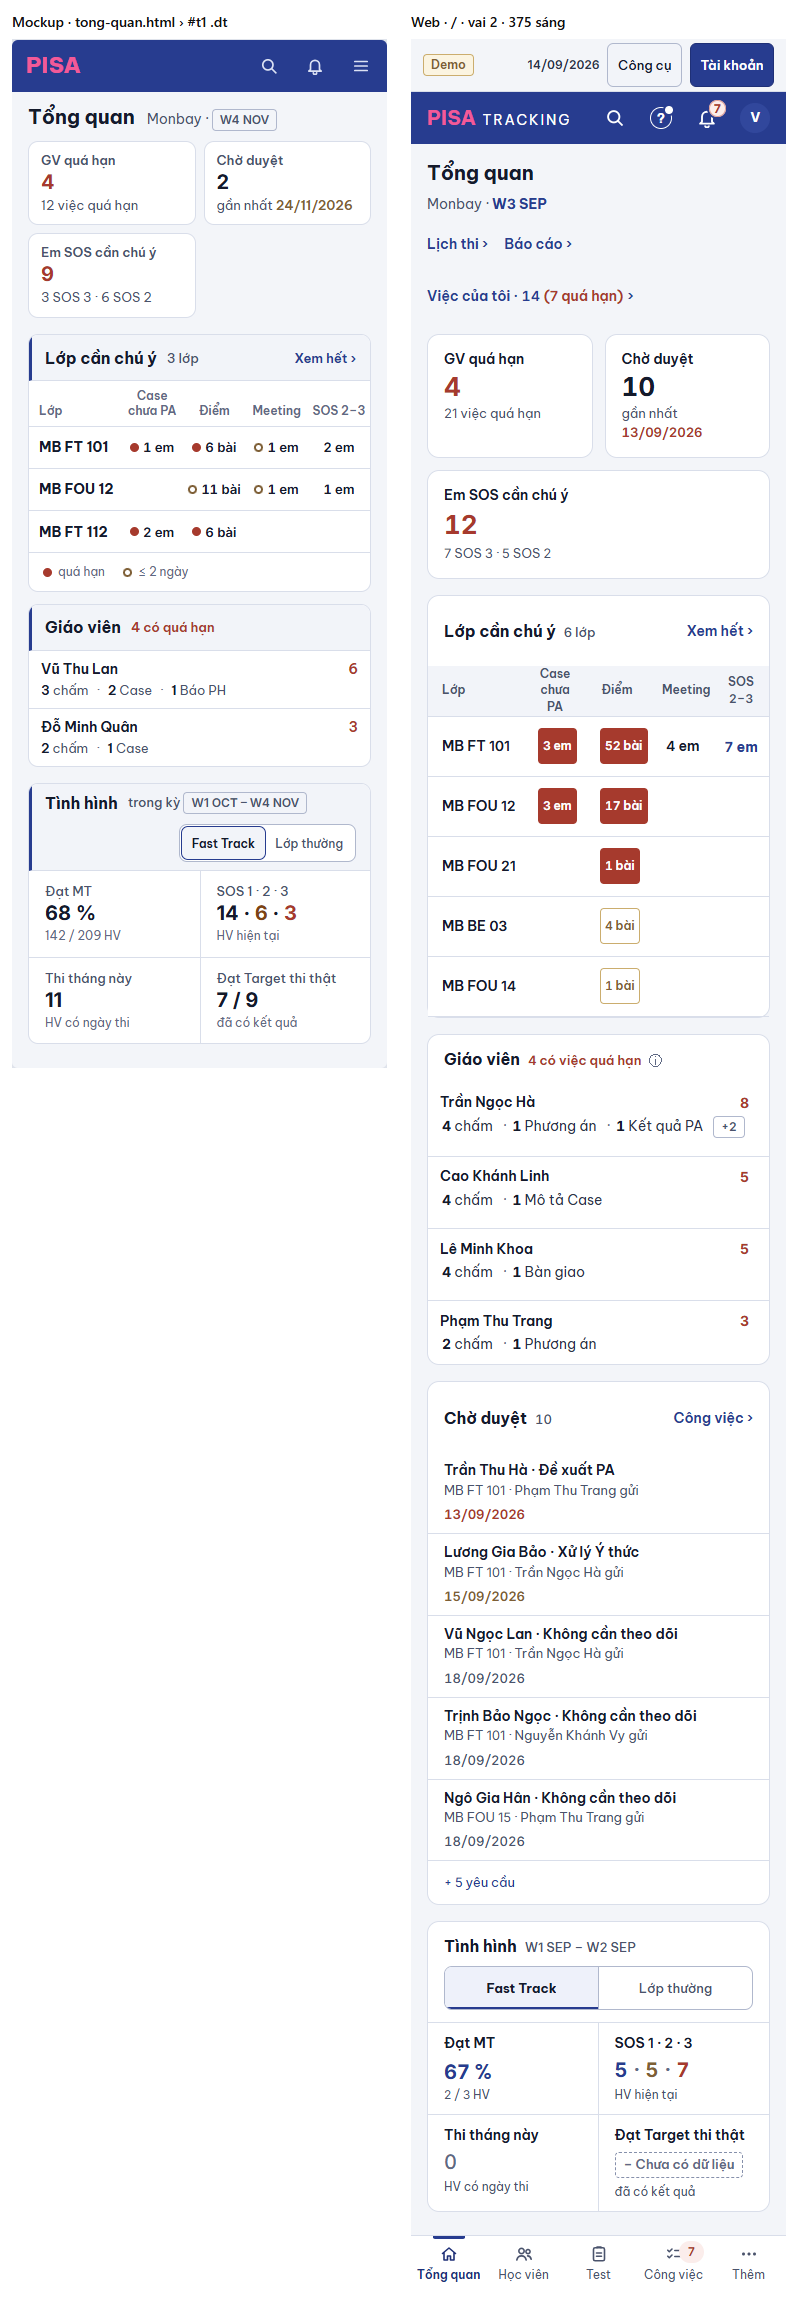 Mockup · tong-quan.html › #t1 .dt
PISA
Tổng quan Monbay · W4 NOV
GV quá hạn
4
12 việc quá hạn
Chờ duyệt
2
gần nhất 24/11/2026
Em SOS cần chú ý
9
3 SOS 3 · 6 SOS 2
Lớp cần chú ý 3 lớp Xem hết ›
Lớp Case chưa PA Điểm Meeting SOS 2–3
MB FT 101 1 em 6 bài 1 em 2 em
MB FOU 12 11 bài 1 em 1 em
MB FT 112 2 em 6 bài
quá hạn ≤ 2 ngày
Giáo viên 4 có quá hạn
Vũ Thu Lan 6
3 chấm · 2 Case · 1 Báo PH
Đỗ Minh Quân 3
2 chấm · 1 Case
Tình hình trong kỳ W1 OCT – W4 NOV
Fast Track Lớp thường
Đạt MT
68 %
142 / 209 HV
SOS 1 · 2 · 3
14 · 6 · 3
HV hiện tại
Thi tháng này
11
HV có ngày thi
Đạt Target thi thật
7 / 9
đã có kết quả
Web · / · vai 2 · 375 sáng
Demo 14/09/2026 Công cụ Tài khoản
PISA TRACKING ? 7 V
Tổng quan
Monbay · W3 SEP
Lịch thi › Báo cáo ›
Việc của tôi · 14 (7 quá hạn) ›
GV quá hạn
4
21 việc quá hạn
Chờ duyệt
10
gần nhất
13/09/2026
Em SOS cần chú ý
12
7 SOS 3 · 5 SOS 2
Lớp cần chú ý 6 lớp Xem hết ›
Lớp Case chưa PA Điểm Meeting SOS 2–3
MB FT 101 3 em 52 bài 4 em 7 em
MB FOU 12 3 em 17 bài
MB FOU 21 1 bài
MB BE 03 4 bài
MB FOU 14 1 bài
Giáo viên 4 có việc quá hạn
Trần Ngọc Hà 8
4 chấm · 1 Phương án · 1 Kết quả PA +2
Cao Khánh Linh 5
4 chấm · 1 Mô tả Case
Lê Minh Khoa 5
4 chấm · 1 Bàn giao
Phạm Thu Trang 3
2 chấm · 1 Phương án
Chờ duyệt 10 Công việc ›
Trần Thu Hà · Đề xuất PA
MB FT 101 · Phạm Thu Trang gửi
13/09/2026
Lương Gia Bảo · Xử lý Ý thức
MB FT 101 · Trần Ngọc Hà gửi
15/09/2026
Vũ Ngọc Lan · Không cần theo dõi
MB FT 101 · Trần Ngọc Hà gửi
18/09/2026
Trịnh Bảo Ngọc · Không cần theo dõi
MB FT 101 · Nguyễn Khánh Vy gửi
18/09/2026
Ngô Gia Hân · Không cần theo dõi
MB FOU 15 · Phạm Thu Trang gửi
18/09/2026
+ 5 yêu cầu
Tình hình W1 SEP – W2 SEP
Fast Track Lớp thường
Đạt MT
67 %
2 / 3 HV
SOS 1 · 2 · 3
5 · 5 · 7
HV hiện tại
Thi tháng này
0
HV có ngày thi
Đạt Target thi thật
– Chưa có dữ liệu
đã có kết quả
Tổng quan Học viên Test Công việc 7 Thêm